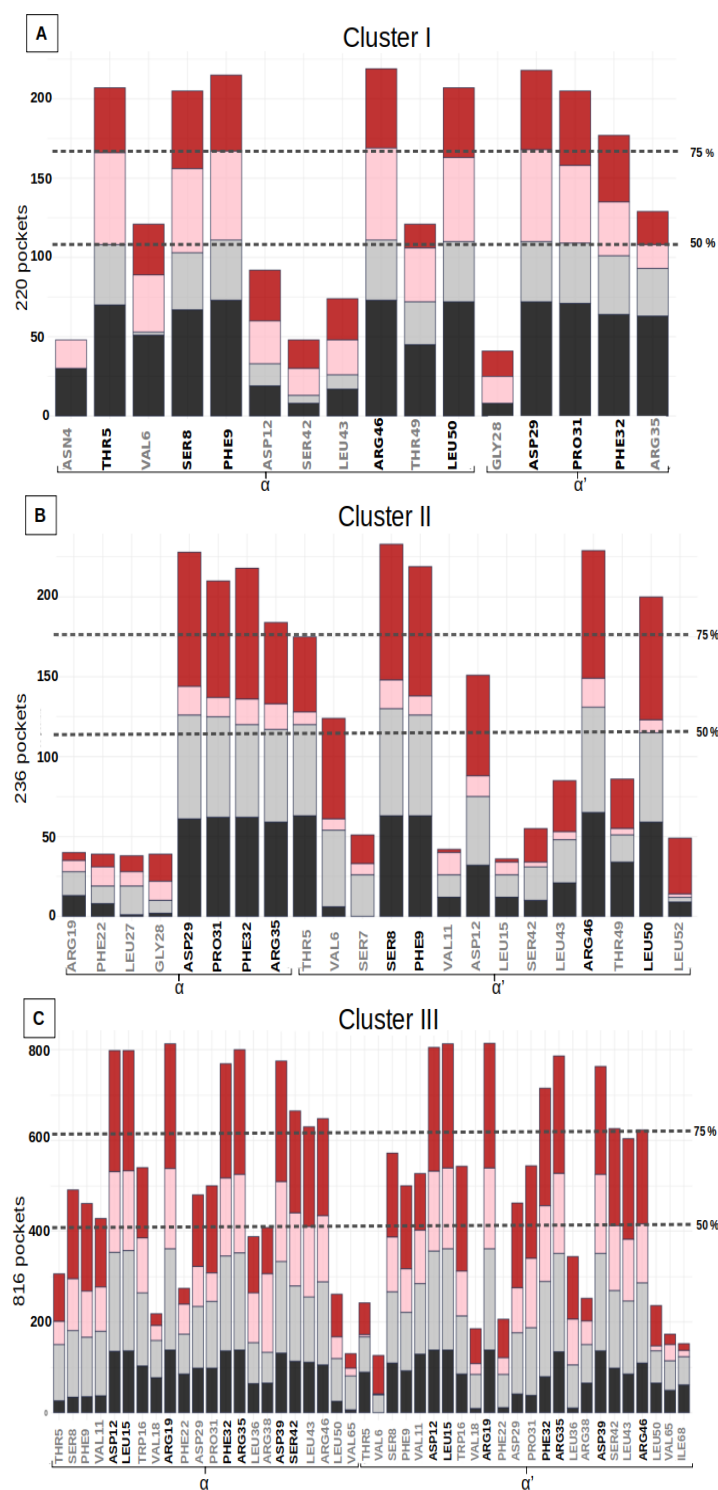 A
Cluster I
200
150
100
50
0
220 pockets
75 %
50 %
ASN4 THR5 VAL6 SER8 PHE9 ASP12 SER42 LEU43 ARG46 THR49 LEU50 GLY28 ASP29 PRO31 PHE32 ARG35
α α'
B
Cluster II
200
150
100
50
0
236 pockets
75 %
50 %
ARG19 PHE22 LEU27 GLY28 ASP29 PRO31 PHE32 ARG35 THR5 VAL6 SER7 SER8 PHE9 VAL11 ASP12 LEU15 SER42 LEU43 ARG46 THR49 LEU50 LEU52
α α'
C
Cluster III
800
600
400
200
0
816 pockets
75 %
50 %
THR5 SER8 PHE9 VAL11 ASP12 LEU15 TRP16 VAL18 ARG19 PHE22 ASP29 PRO31 PHE32 ARG35 LEU36 ARG38 ASP39 SER42 LEU43 ARG46 LEU50 VAL65 THR5 VAL6 SER8 PHE9 VAL11 ASP12 LEU15 TRP16 VAL18 ARG19 PHE22 ASP29 PRO31 PHE32 ARG35 LEU36 ARG38 ASP39 SER42 LEU43 ARG46 LEU50 VAL65 ILE68
α α'